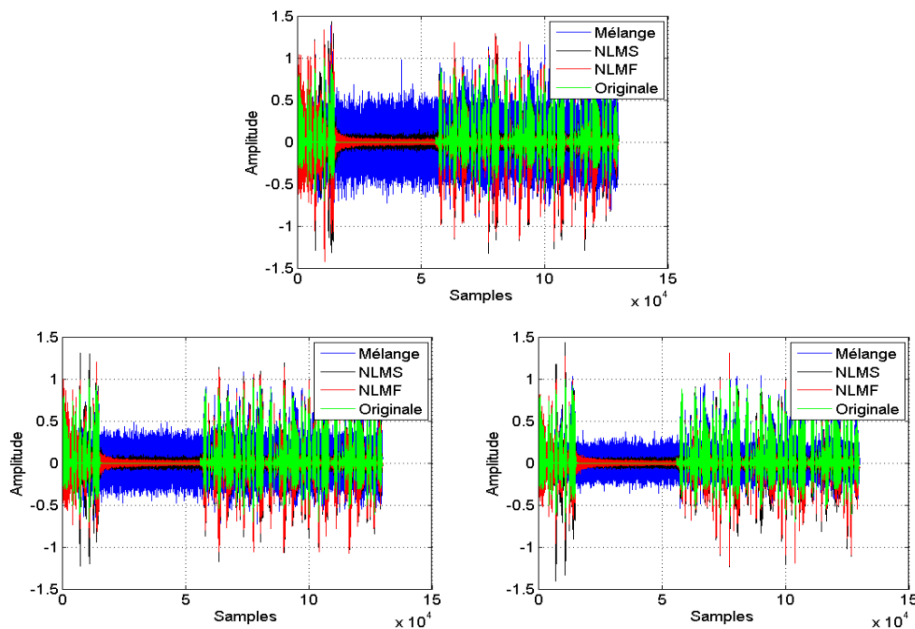 1.5
1
0.5
0
-0.5
-1
-1.5
Amplitude
Mélange
NLMS
NLMF
Originale
0
5
10
15
Samples
x 10^4
1.5
1
0.5
0
-0.5
-1
-1.5
Amplitude
Mélange
NLMS
NLMF
Originale
0
5
10
15
Samples
x 10^4
1.5
1
0.5
0
-0.5
-1
-1.5
Amplitude
Mélange
NLMS
NLMF
Originale
0
5
10
15
Samples
x 10^4